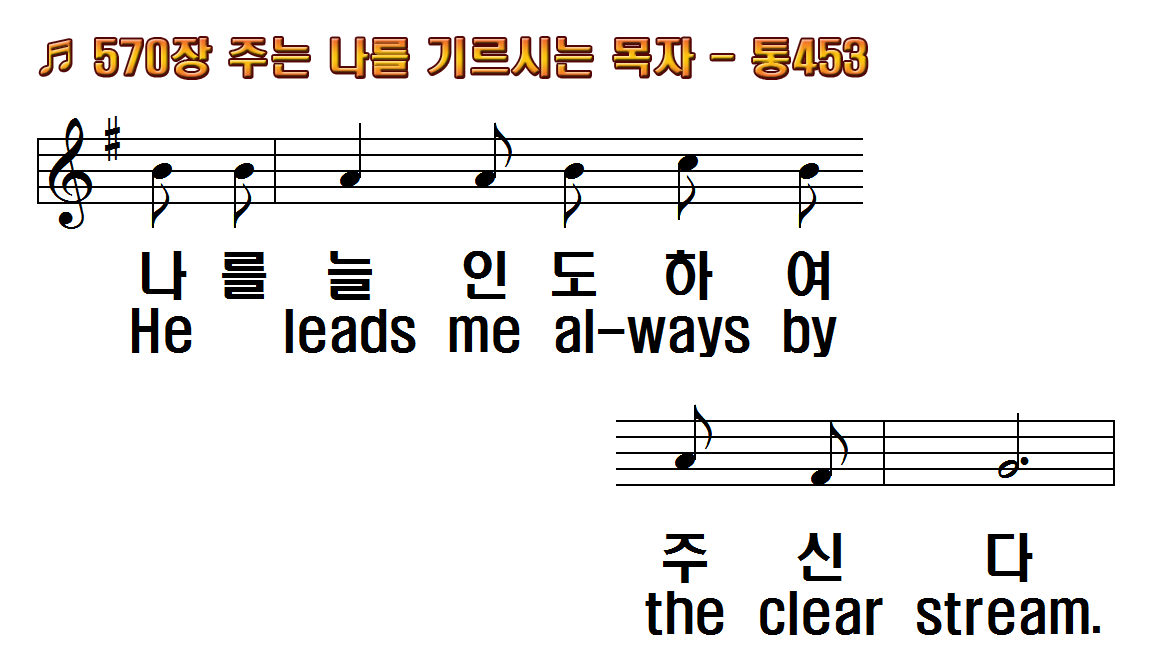 ♬ 570장 주는 나를 기르시는 목자 - 통453
나 를 늘 인 도 하 여
He leads me al-ways by
주 신 다
the clear stream.